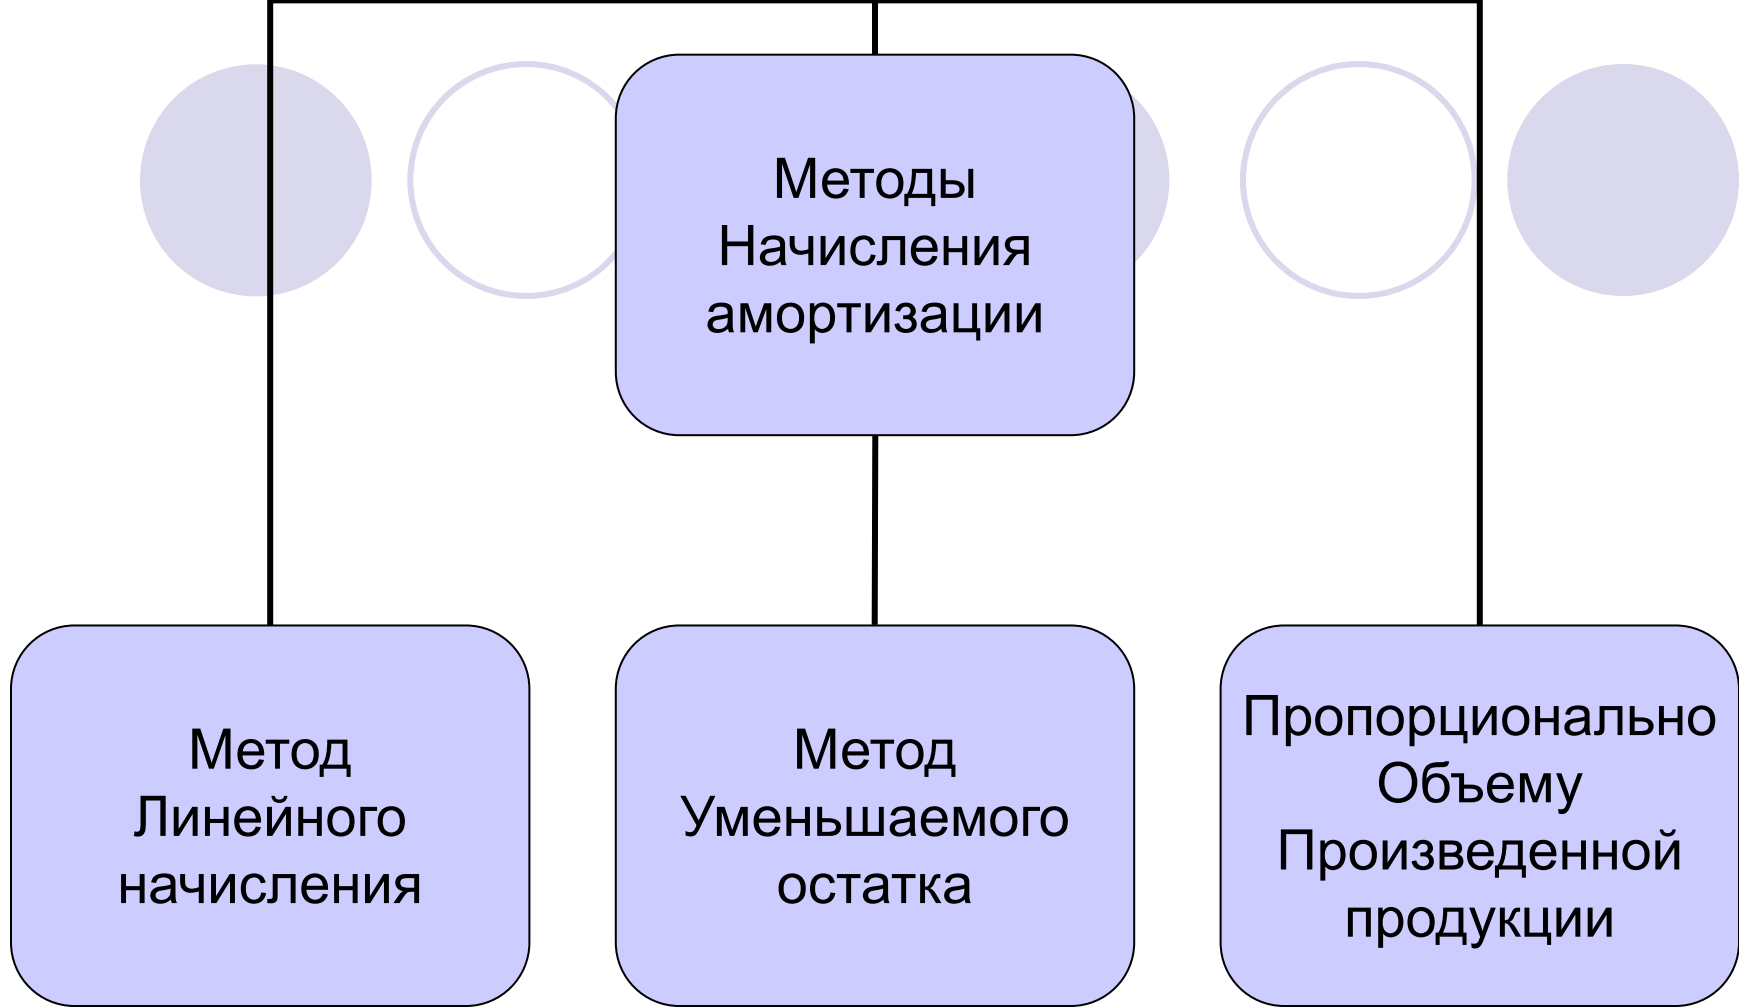 Методы
Начисления
амортизации
Метод
Линейного
начисления
Метод
Уменьшаемого
остатка
Пропорционально
Объему
Произведенной
продукции